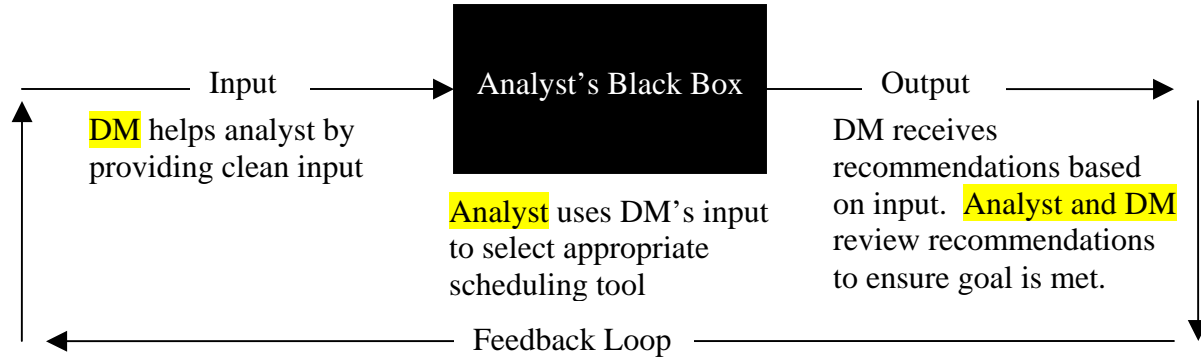 Input
Analyst's Black Box
Output
DM helps analyst by
providing clean input
Analyst uses DM's input
to select appropriate
scheduling tool
DM receives
recommendations based
on input. Analyst and DM
review recommendations
to ensure goal is met.
Feedback Loop